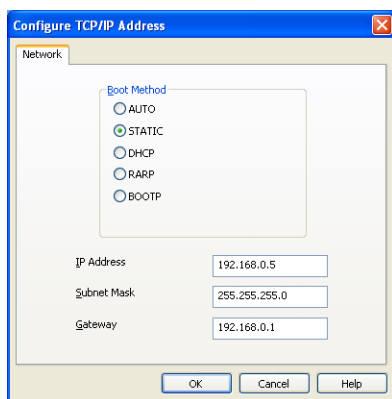 Configure TCP/IP Address
Network
Boot Method
AUTO
STATIC
DHCP
RARP
BOOTP
IP Address 192.168.0.5
Subnet Mask 255.255.255.0
Gateway 192.168.0.1
OK Cancel Help